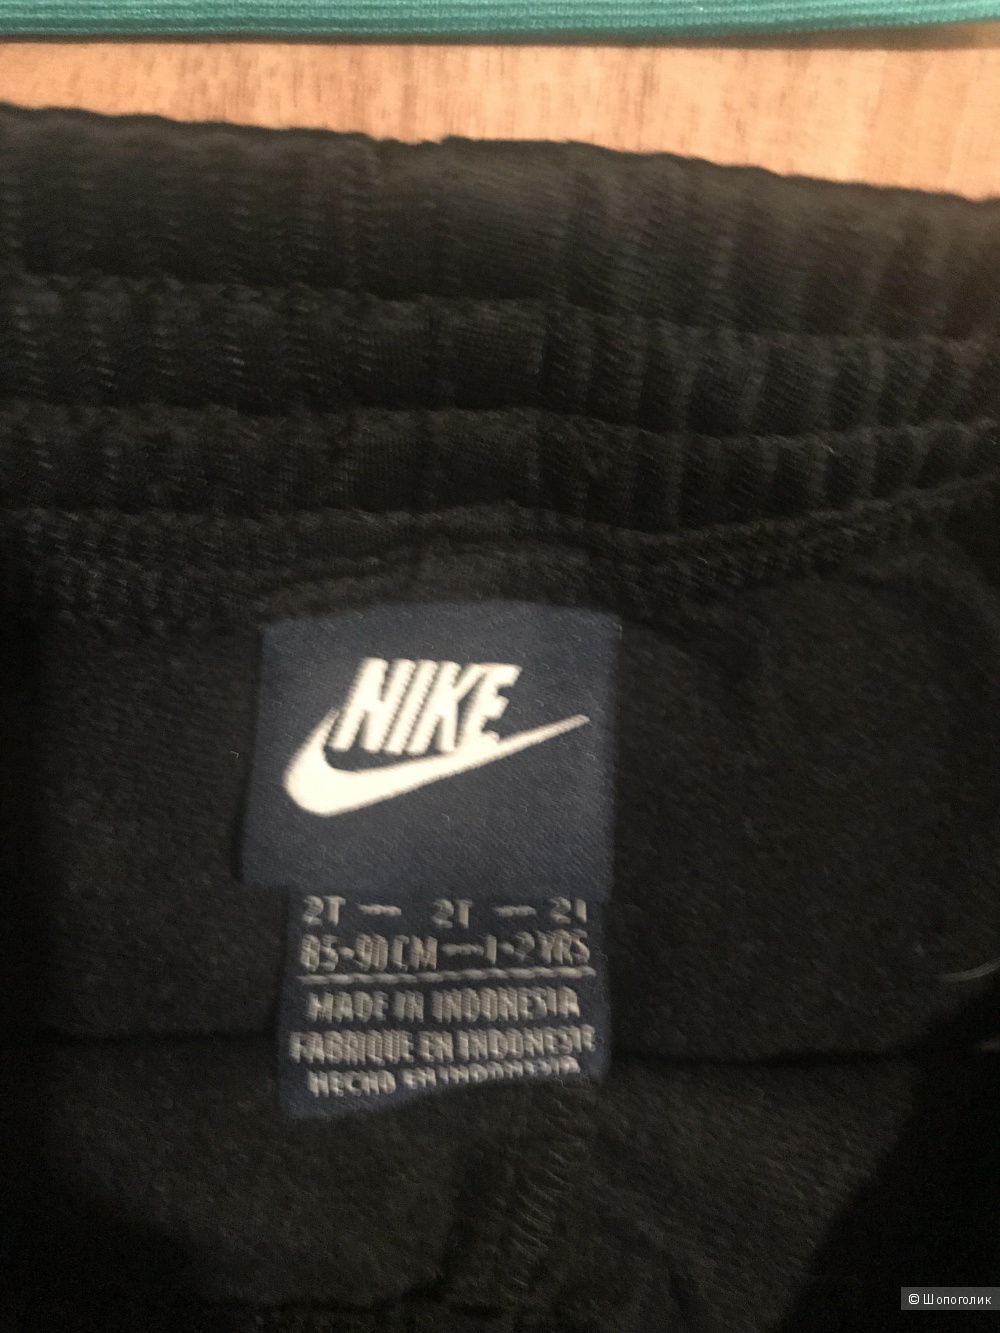 NIKE
2T — 2T — 2T
85-90CM — 1-2YRS
MADE IN INDONESIA
FABRIQUE EN INDONESIE
HECHO EN INDONESIA
© Шопоголик